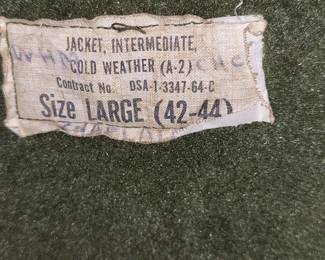 JACKET, INTERMEDIATE,
COLD WEATHER (A-2)
Contract No. DSA-1-3347-64-C
Size LARGE (42-44)